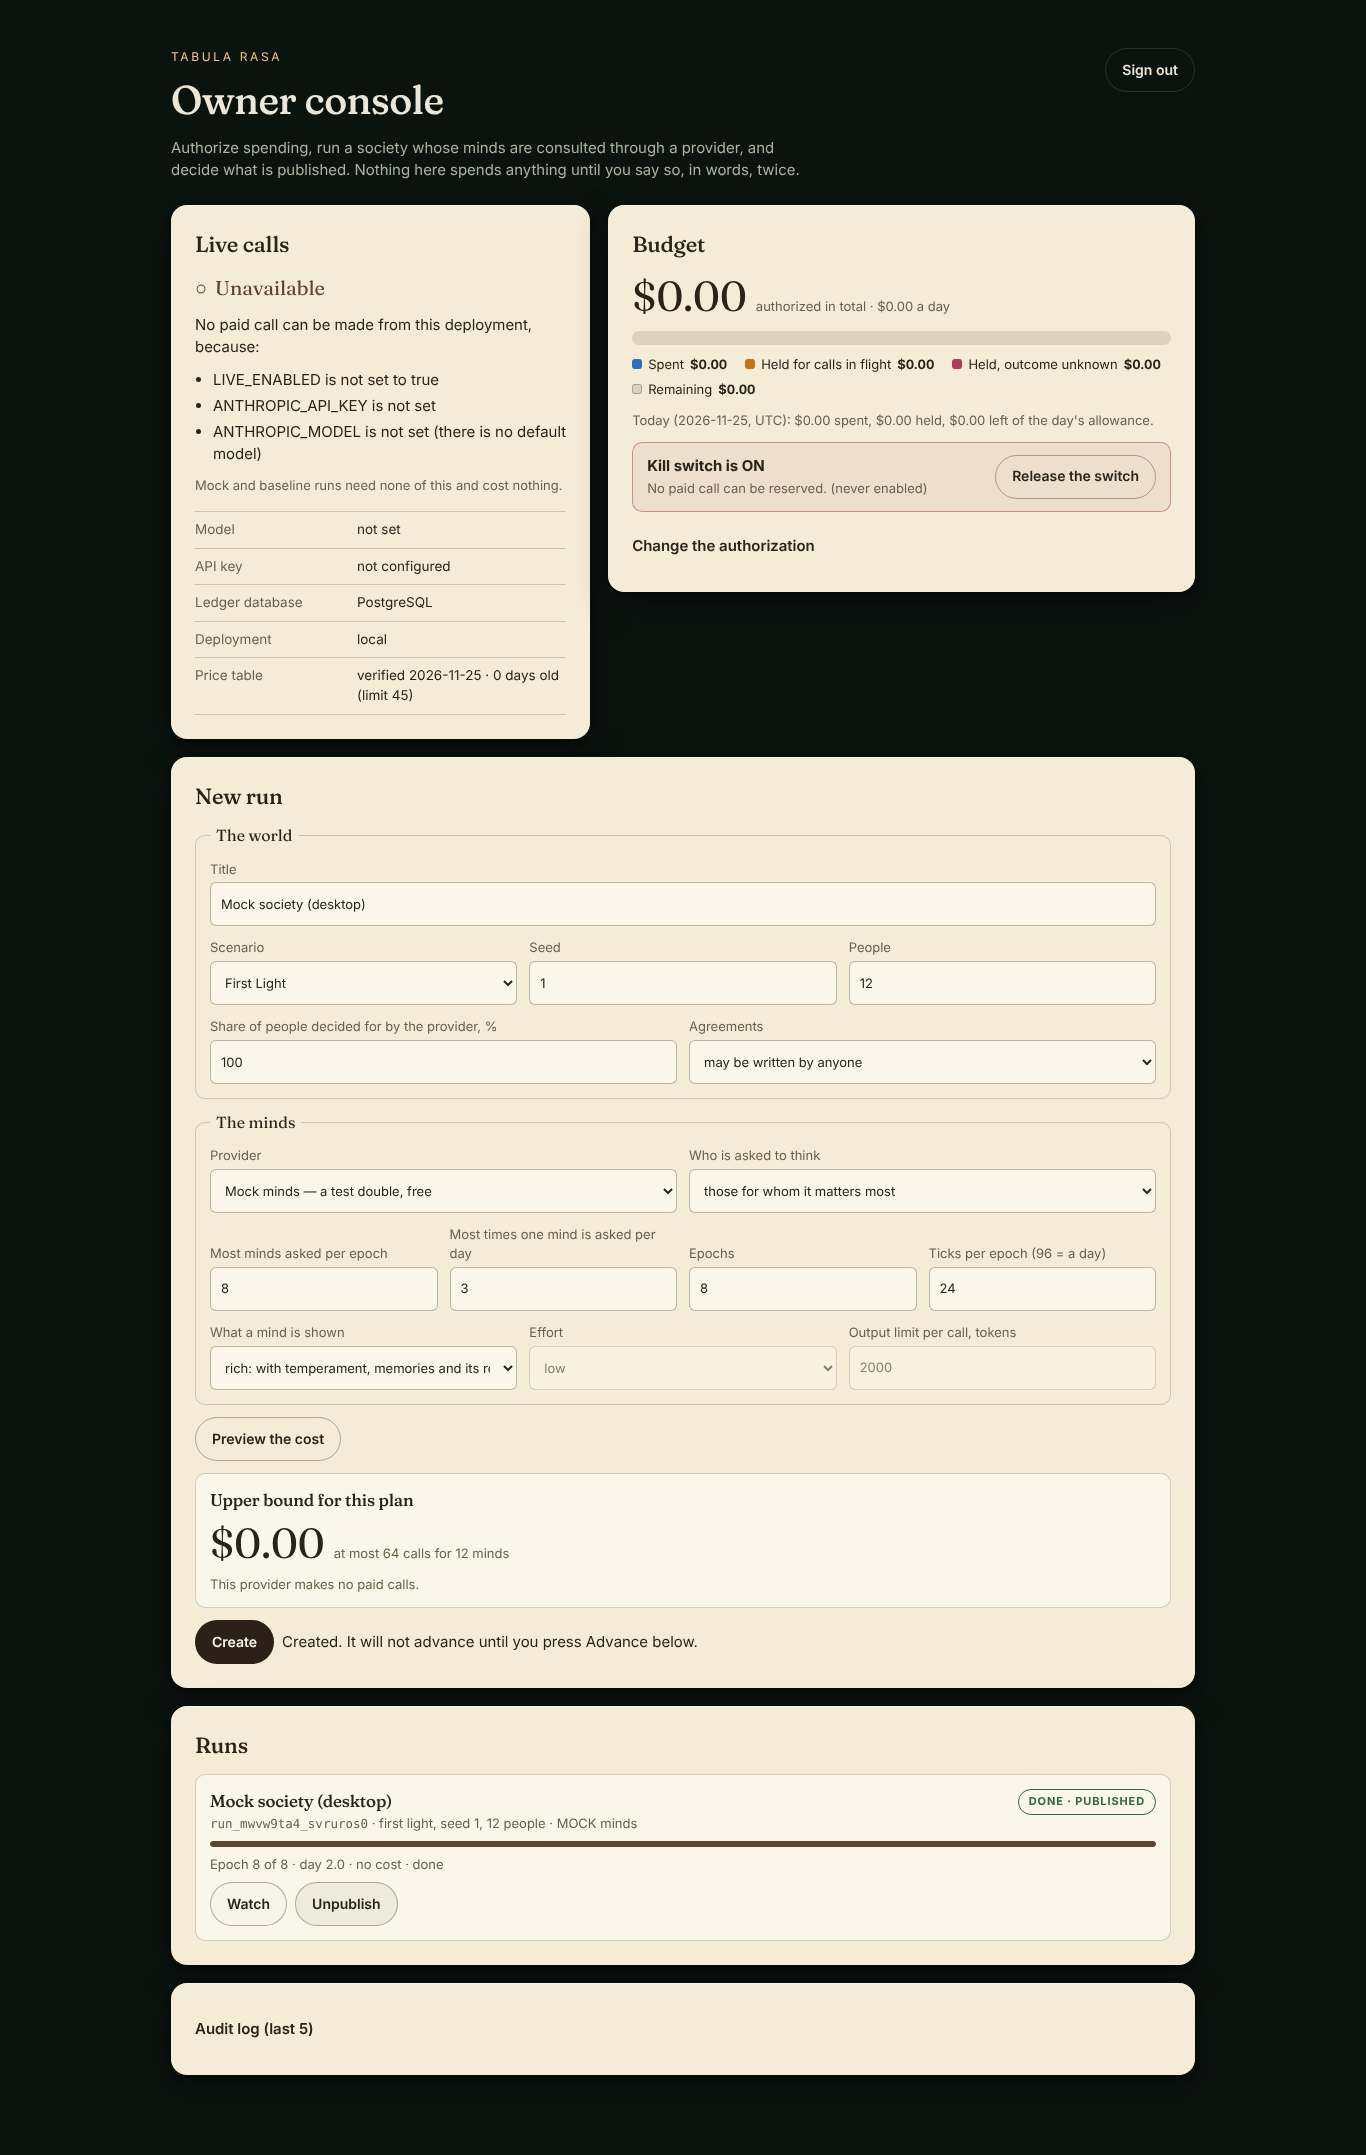 TABULA RASA
Sign out
Owner console
Authorize spending, run a society whose minds are consulted through a provider, and
decide what is published. Nothing here spends anything until you say so, in words, twice.
Live calls
Unavailable
No paid call can be made from this deployment,
because:
• LIVE_ENABLED is not set to true
• ANTHROPIC_API_KEY is not set
• ANTHROPIC_MODEL is not set (there is no default
model)
Mock and baseline runs need none of this and cost nothing.
Model not set
API key not configured
Ledger database PostgreSQL
Deployment local
Price table verified 2026-11-25 · 0 days old
(limit 45)
Budget
$0.00 authorized in total · $0.00 a day
Spent $0.00 Held for calls in flight $0.00 Held, outcome unknown $0.00
Remaining $0.00
Today (2026-11-25, UTC): $0.00 spent, $0.00 held, $0.00 left of the day's allowance.
Kill switch is ON
No paid call can be reserved. (never enabled)
Release the switch
Change the authorization
New run
The world
Title
Mock society (desktop)
Scenario Seed People
First Light 1 12
Share of people decided for by the provider, % Agreements
100 may be written by anyone
The minds
Provider Who is asked to think
Mock minds — a test double, free those for whom it matters most
Most minds asked per epoch Most times one mind is asked per
day Epochs Ticks per epoch (96 = a day)
8 3 8 24
What a mind is shown Effort Output limit per call, tokens
rich: with temperament, memories and its re low 2000
Preview the cost
Upper bound for this plan
$0.00 at most 64 calls for 12 minds
This provider makes no paid calls.
Create Created. It will not advance until you press Advance below.
Runs
Mock society (desktop) DONE · PUBLISHED
run_mwvw9ta4_svruros0 · first light, seed 1, 12 people · MOCK minds
Epoch 8 of 8 · day 2.0 · no cost · done
Watch Unpublish
Audit log (last 5)